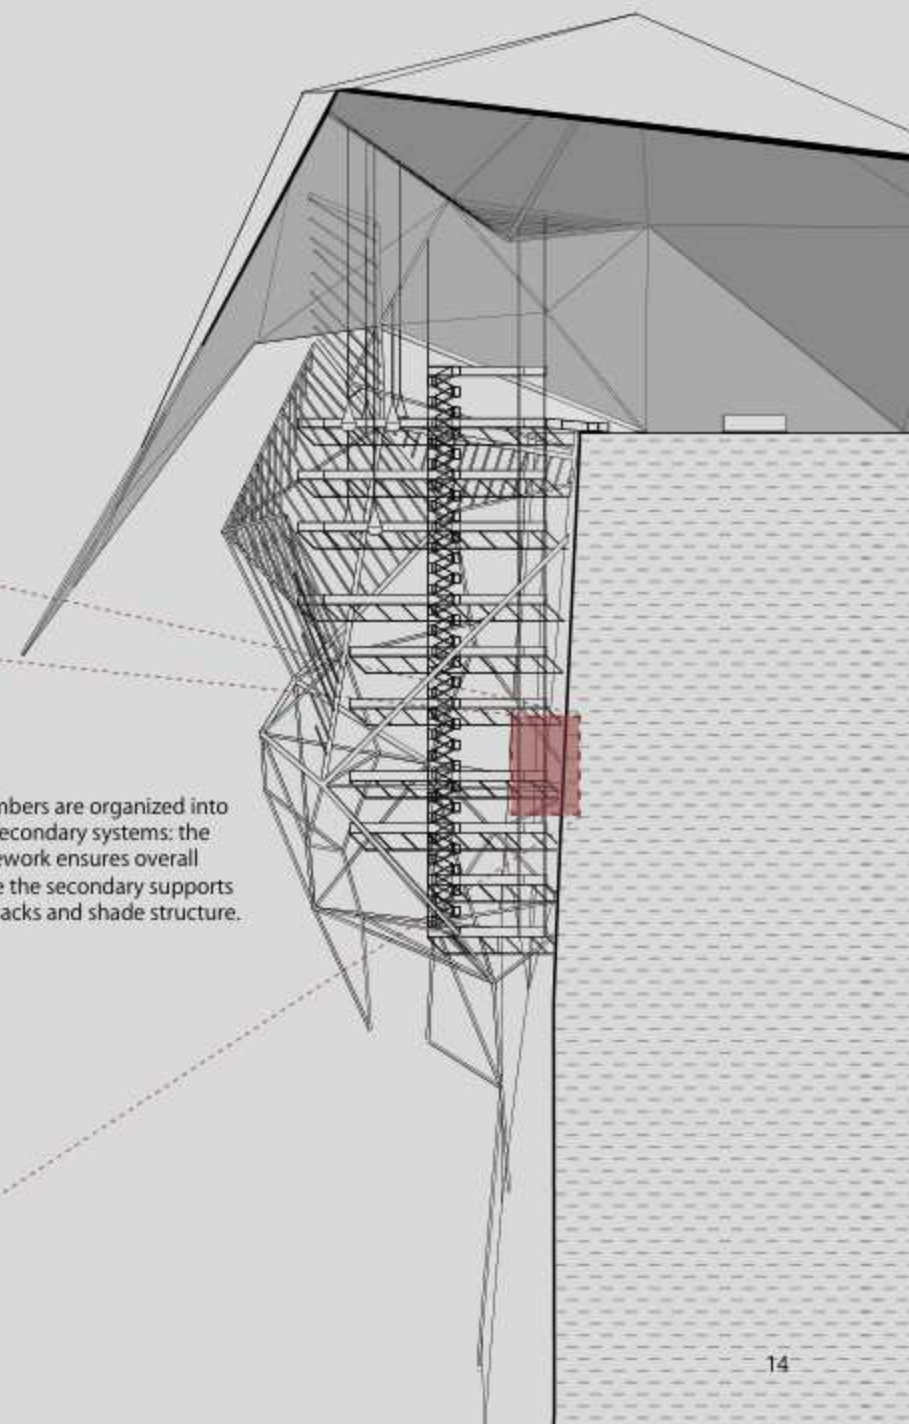 mbers are organized into
econdary systems: the
ework ensures overall
e the secondary supports
acks and shade structure.
14